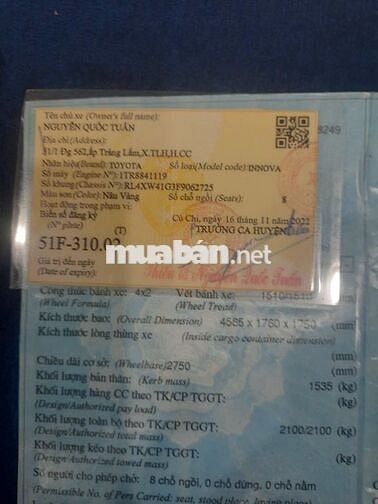 Tên chủ xe (Owner's full name):
NGUYỄN QUỐC TUẤN
Địa chỉ (Address):
31/1 Đg 562,ấp Trảng Lắm,X.TLH,H.CC
Nhãn hiệu(Brand): TOYOTA Số loại(Model code):INNOVA
Số máy (Engine N°):1TR8841119
Số khung(Chassis N°):RL4XW41G3F9062725
Màu sơn(Color): Nâu Vàng Số chỗ ngồi(Seats): 8
Hoạt động trong phạm vi:
Biển số đăng ký Củ Chi, ngày 16 tháng 11 năm 2022
(N° plate) TRƯỞNG CA HUYỆN
51F-310.02
Giá trị đến ngày
(Date of expiry):
Thiếu tá Nguyễn Quốc Tuấn
muabán.net
8249
Công thức bánh xe: 4x2 Vết bánh xe: 1510/1510
(Wheel Formula) (Wheel Tread) (mm)
Kích thước bao: (Overall Dimension) 4585 x 1760 x 1750 (mm)
Kích thước lòng thùng xe (Inside cargo container dimension)
(mm)
Chiều dài cơ sở: (Wheelbase)2750 (mm)
Khối lượng bản thân: (Kerb mass) 1535 (kg)
Khối lượng hàng CC theo TK/CP TGGT: (kg)
(Design/Authorized pay load)
Khối lượng toàn bộ theo TK/CP TGGT: 2100/2100 (kg)
(Design/Authorized total mass)
Khối lượng kéo theo TK/CP TGGT: (kg)
(Design/Authorized towed mass)
Số người cho phép chở: 8 chỗ ngồi, 0 chỗ đứng, 0 chỗ nằm
(Permissible No. of Pers Carried: seat, stood place, laying place)